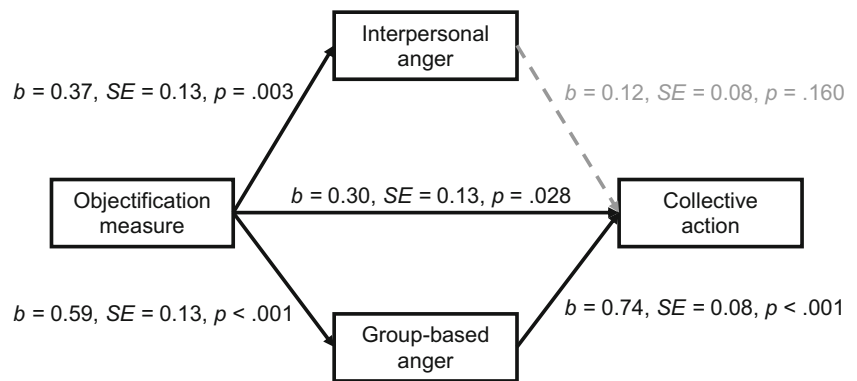 Interpersonal
anger
b = 0.37, SE = 0.13, p = .003
b = 0.12, SE = 0.08, p = .160
Objectification
measure
b = 0.30, SE = 0.13, p = .028
Collective
action
b = 0.59, SE = 0.13, p < .001
b = 0.74, SE = 0.08, p < .001
Group-based
anger